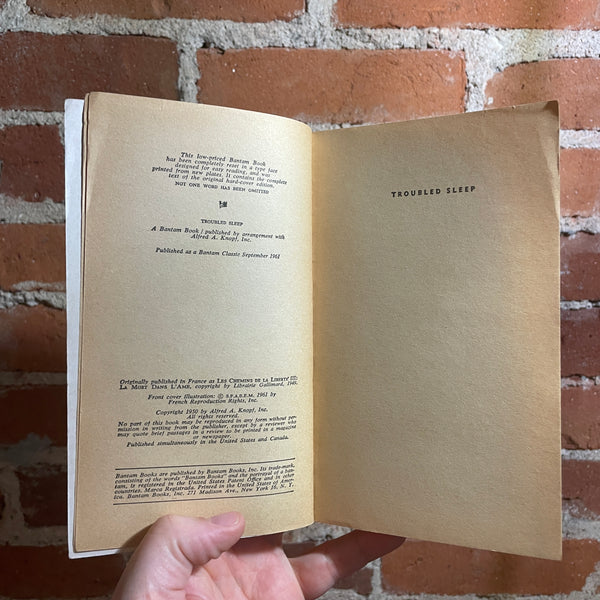 This low-priced Bantam Book
has been completely reset in a type face
designed for easy reading, and was
printed from new plates. It contains the complete
text of the original hard-cover edition.
NOT ONE WORD HAS BEEN OMITTED
TROUBLED SLEEP
A Bantam Book / published by arrangement with
Alfred A. Knopf, Inc.
Published as a Bantam Classic September 1961
Originally published in France as LES CHEMINS DE LA LIBERTÉ III:
LA MORT DANS L'AME, copyright by Librairie Gallimard, 1949.
Front cover illustration: © S.P.A.D.E.M. 1961 by
French Reproduction Rights, Inc.
Copyright 1950 by Alfred A. Knopf, Inc.
All rights reserved.
No part of this book may be reproduced in any form without per-
mission in writing from the publisher, except by a reviewer who
may quote brief passages in a review to be printed in a magazine
or newspaper.
Published simultaneously in the United States and Canada.
Bantam Books are published by Bantam Books, Inc. Its trade-mark,
consisting of the words "Bantam Books" and the portrayal of a ban-
tam, is registered in the United States Patent Office and in other
countries. Marca Registrada. Printed in the United States of Amer-
ica. Bantam Books, Inc., 271 Madison Ave., New York 16, N. Y.
TROUBLED SLEEP